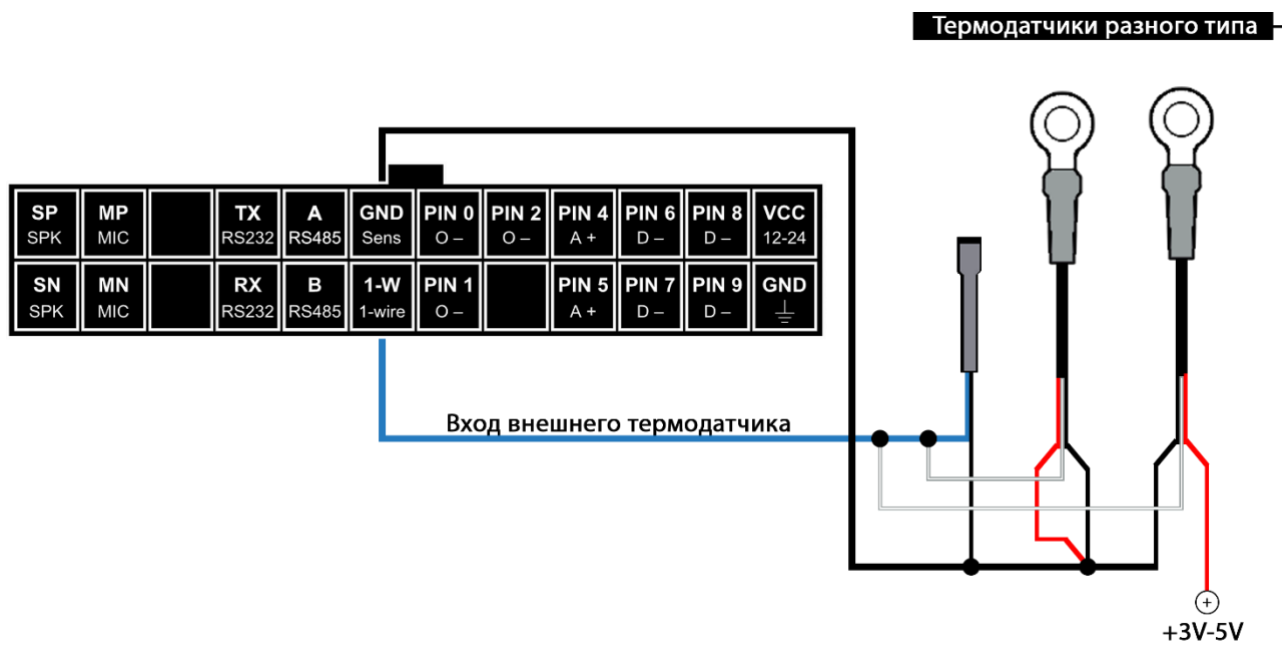 Термодатчики разного типа
SP MP TX A GND PIN 0 PIN 2 PIN 4 PIN 6 PIN 8 VCC
SPK MIC RS232 RS485 Sens O – O – A + D – D – 12-24
SN MN RX B 1-W PIN 1 PIN 5 PIN 7 PIN 9 GND
SPK MIC RS232 RS485 1-wire O – A + D – D –
Вход внешнего термодатчика
+3V-5V